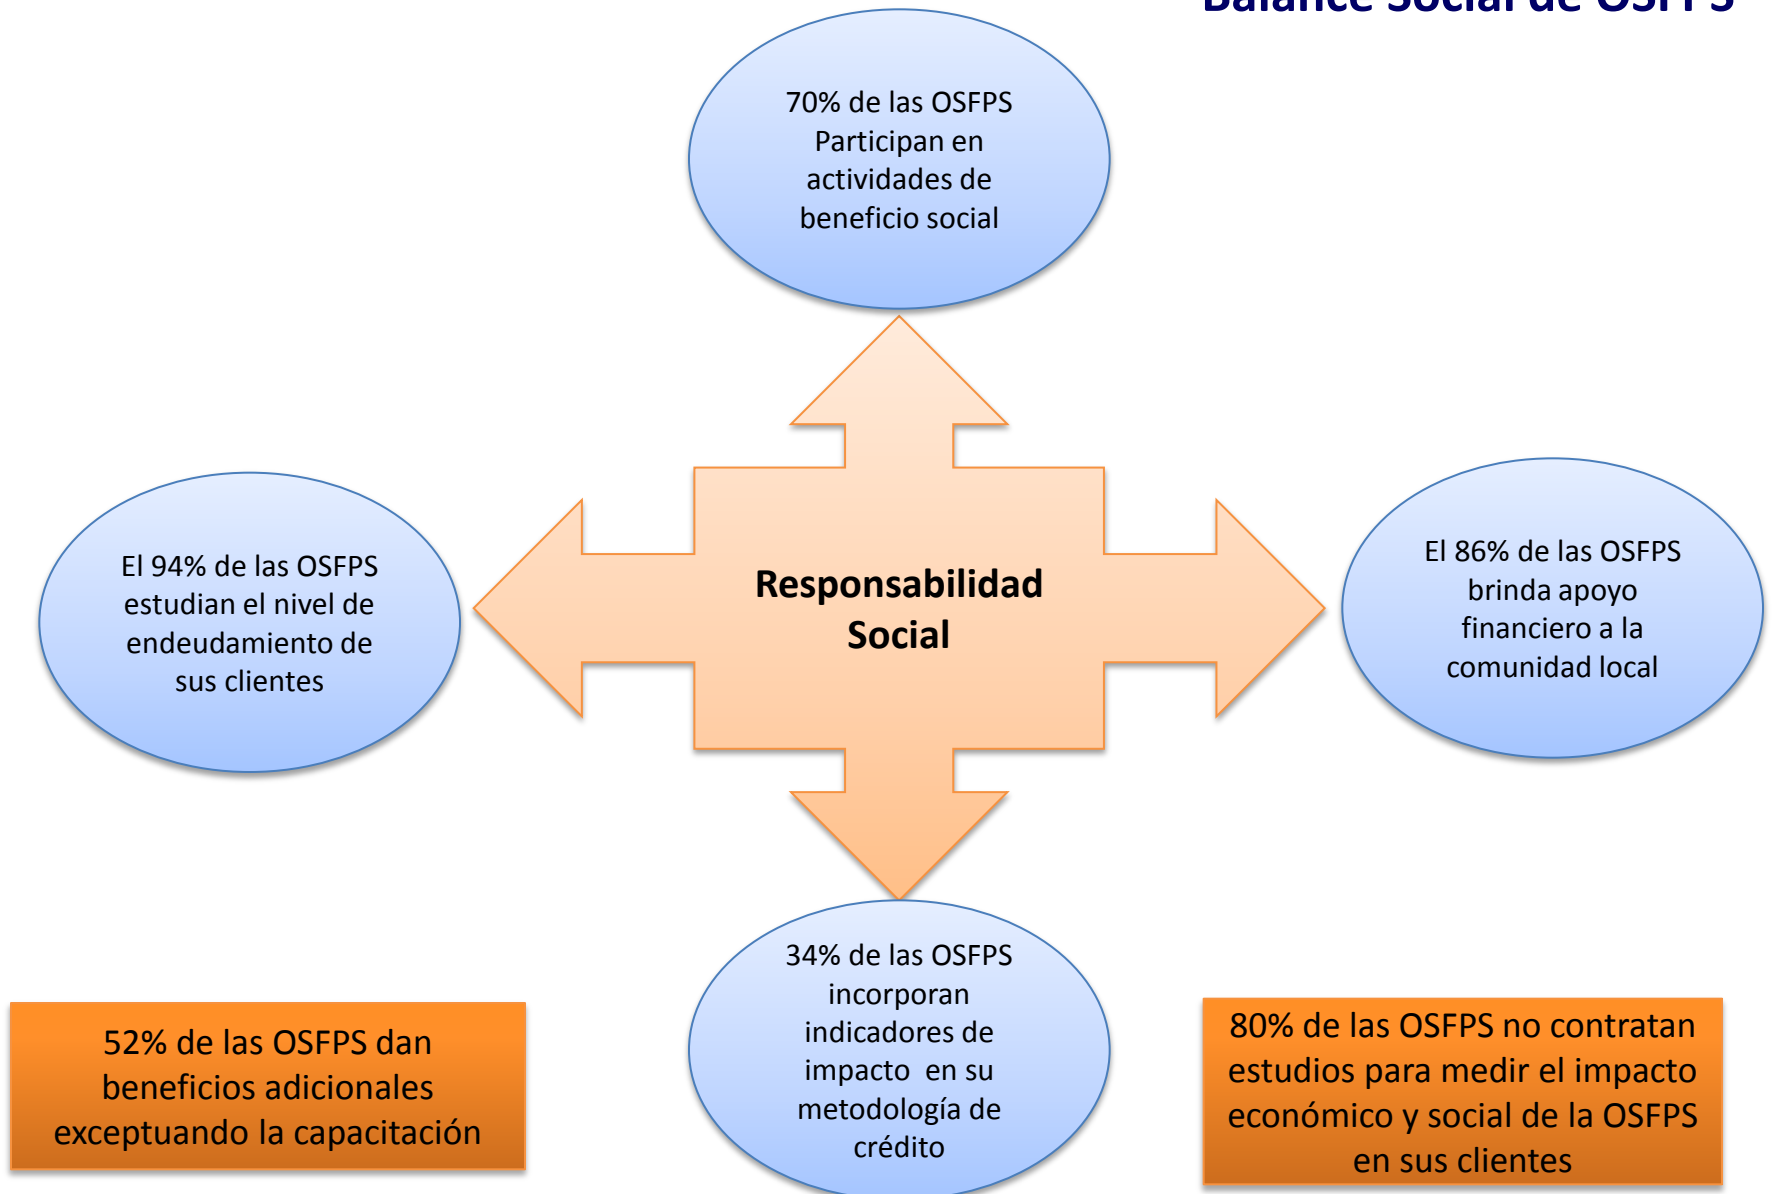 Balance Social de OSFPS
70% de las OSFPS
Participan en
actividades de
beneficio social
El 94% de las OSFPS
estudian el nivel de
endeudamiento de
sus clientes
Responsabilidad
Social
El 86% de las OSFPS
brinda apoyo
financiero a la
comunidad local
34% de las OSFPS
incorporan
indicadores de
impacto  en su
metodología de
crédito
52% de las OSFPS dan
beneficios adicionales
exceptuando la capacitación
80% de las OSFPS no contratan
estudios para medir el impacto
económico y social de la OSFPS
en sus clientes